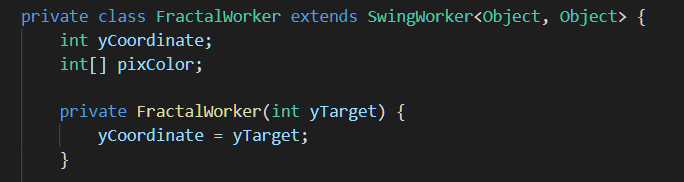 private class FractalWorker extends SwingWorker<Object, Object> {
    int yCoordinate;
    int[] pixColor;

    private FractalWorker(int yTarget) {
        yCoordinate = yTarget;
    }